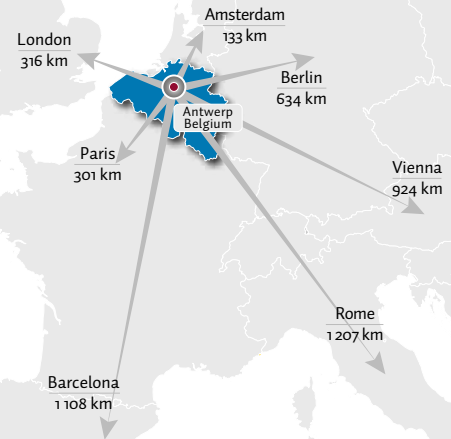 Amsterdam
133 km
London
316 km
Berlin
634 km
Antwerp
Belgium
Paris
301 km
Vienna
924 km
Rome
1 207 km
Barcelona
1 108 km